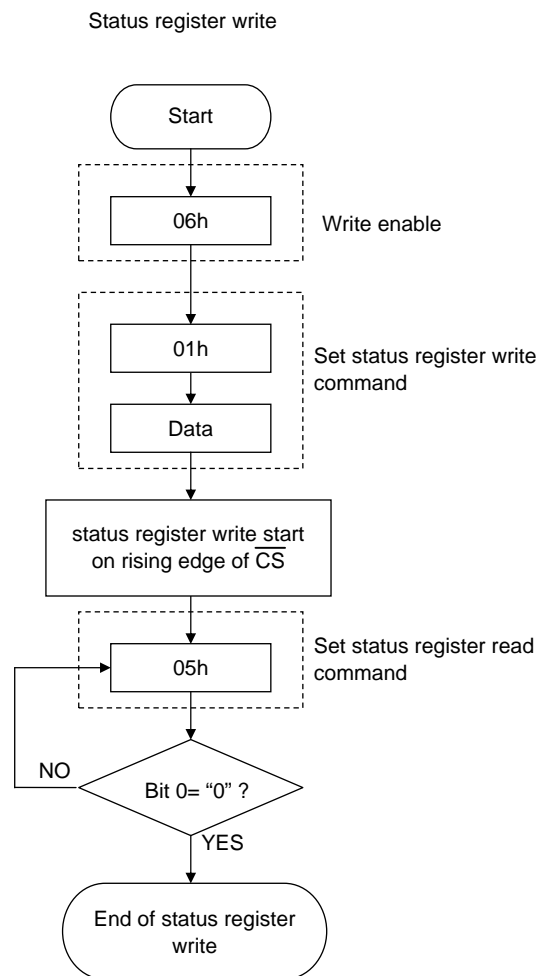 Status register write
Start
06h
Write enable
01h
Set status register write
command
Data
status register write start
on rising edge of C̅S̅
05h
Set status register read
command
NO
Bit 0= “0” ?
YES
End of status register
write